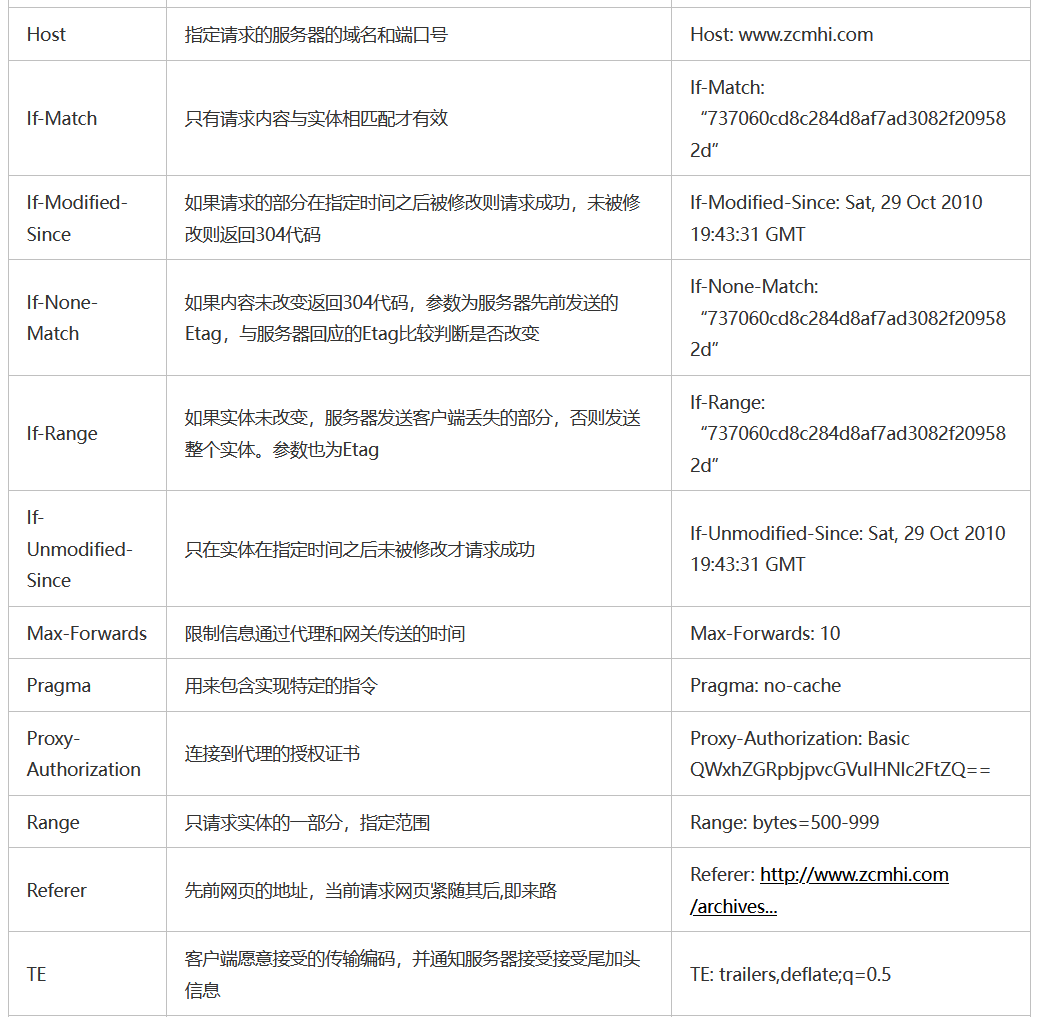 Host
指定请求的服务器的域名和端口号
Host: www.zcmhi.com
If-Match
只有请求内容与实体相匹配才有效
If-Match:
“737060cd8c284d8af7ad3082f20958
2d”
If-Modified-
Since
如果请求的部分在指定时间之后被修改则请求成功，未被修
改则返回304代码
If-Modified-Since: Sat, 29 Oct 2010
19:43:31 GMT
If-None-
Match
如果内容未改变返回304代码，参数为服务器先前发送的
Etag，与服务器回应的Etag比较判断是否改变
If-None-Match:
“737060cd8c284d8af7ad3082f20958
2d”
If-Range
如果实体未改变，服务器发送客户端丢失的部分，否则发送
整个实体。参数也为Etag
If-Range:
“737060cd8c284d8af7ad3082f20958
2d”
If-
Unmodified-
Since
只在实体在指定时间之后未被修改才请求成功
If-Unmodified-Since: Sat, 29 Oct 2010
19:43:31 GMT
Max-Forwards
限制信息通过代理和网关传送的时间
Max-Forwards: 10
Pragma
用来包含实现特定的指令
Pragma: no-cache
Proxy-
Authorization
连接到代理的授权证书
Proxy-Authorization: Basic
QWxhZGRpbjpvcGVuIHNlc2FtZQ==
Range
只请求实体的一部分，指定范围
Range: bytes=500-999
Referer
先前网页的地址，当前请求网页紧随其后,即来路
Referer: http://www.zcmhi.com
/archives...
TE
客户端愿意接受的传输编码，并通知服务器接受接受尾加头
信息
TE: trailers,deflate;q=0.5